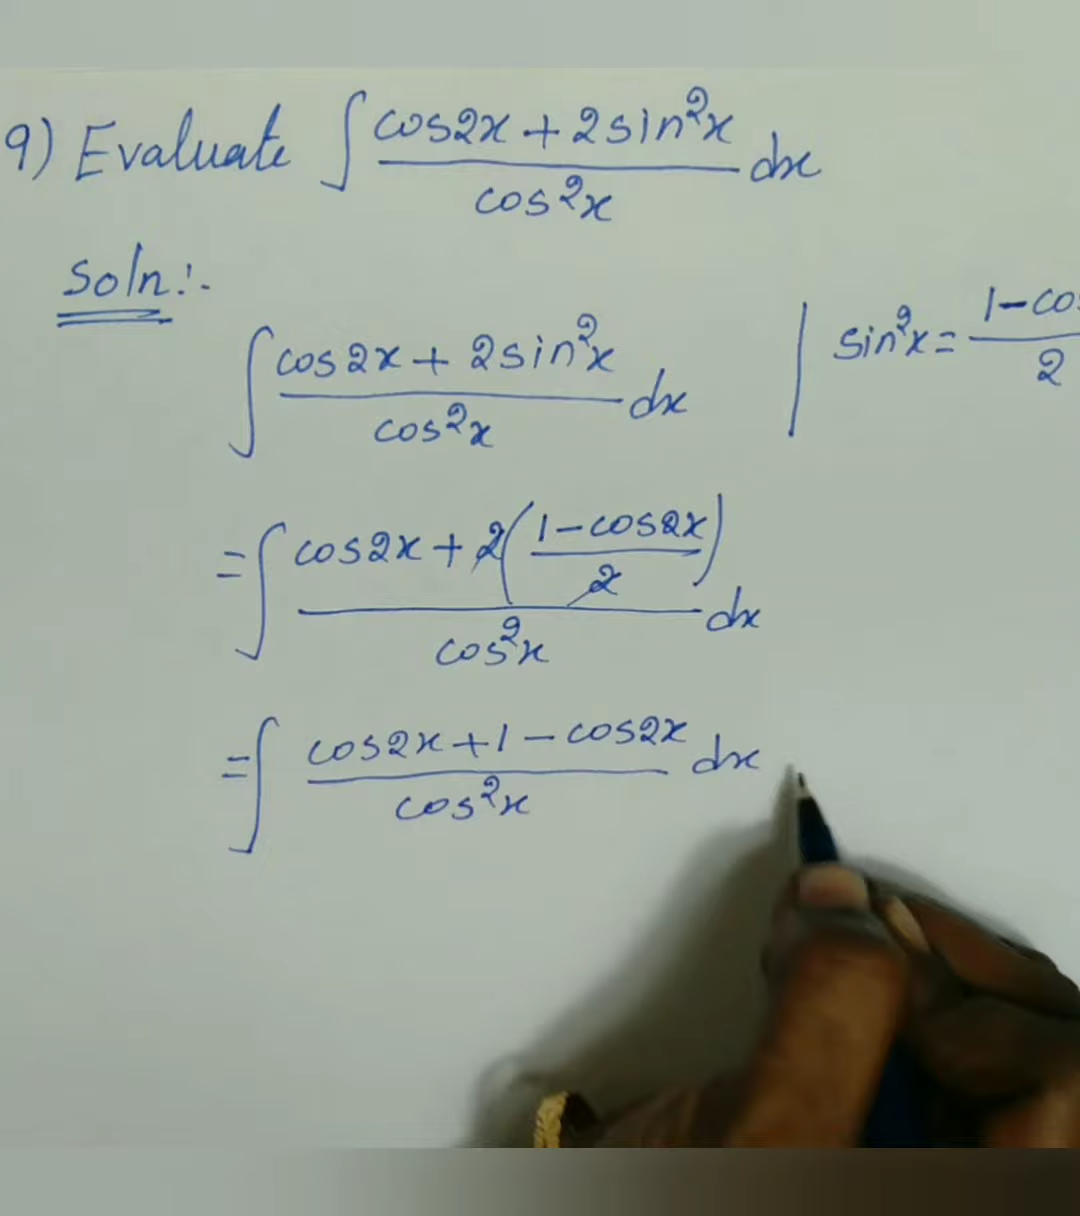 9) Evaluate ∫ (cos2x + 2sin²x)/(cos²x) dx
Soln:-
∫ (cos2x + 2sin²x)/(cos²x) dx | sin²x = (1-cos)/2
= ∫ (cos2x + 2((1-cos2x)/2))/(cos²x) dx
= ∫ (cos2x + 1 - cos2x)/(cos²x) dx